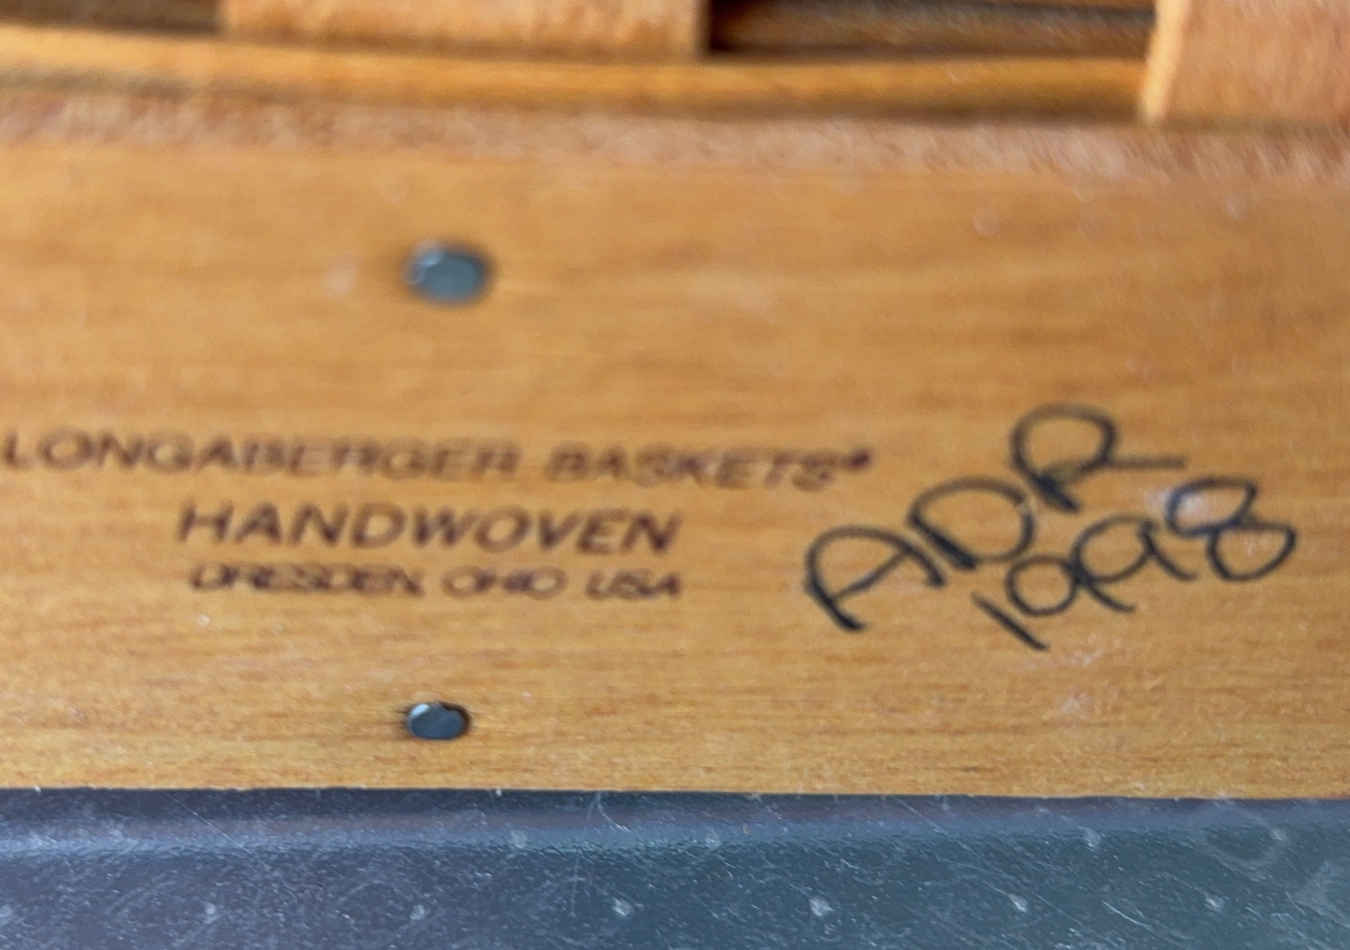 LONGABERGER BASKETS®
HANDWOVEN
DRESDEN, OHIO USA
ADR
1998